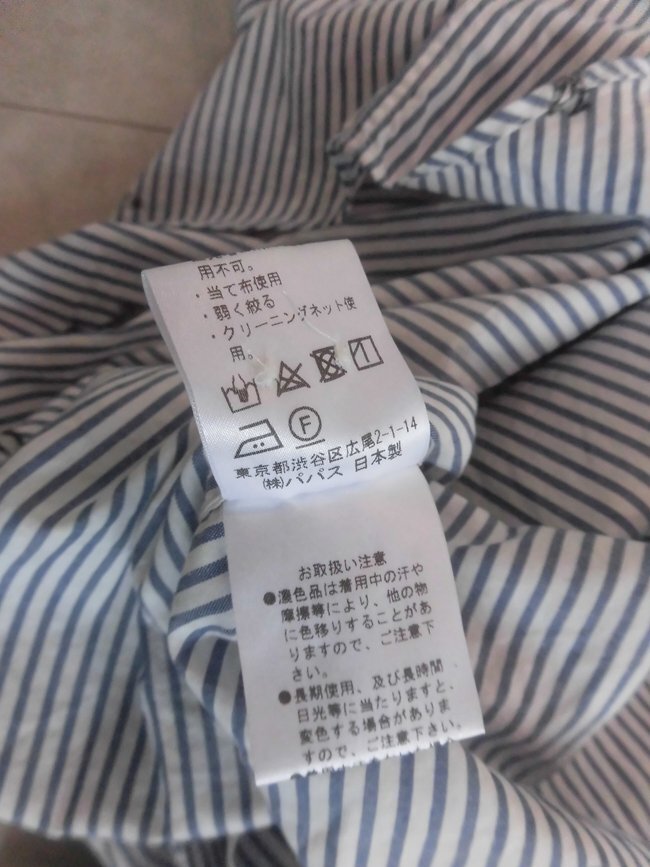 用不可。
・当て布使用
・弱く絞る
・クリーニングネット使
用。
F
東京都渋谷区広尾2-1-14
(株)パパス 日本製
お取扱い注意
●濃色品は着用中の汗や
摩擦等により、他の物
に色移りすることがあ
りますので、ご注意下
さい。
●長期使用、及び長時間
日光等に当たりますと、
変色する場合がありま
すので、ご注意下さい。